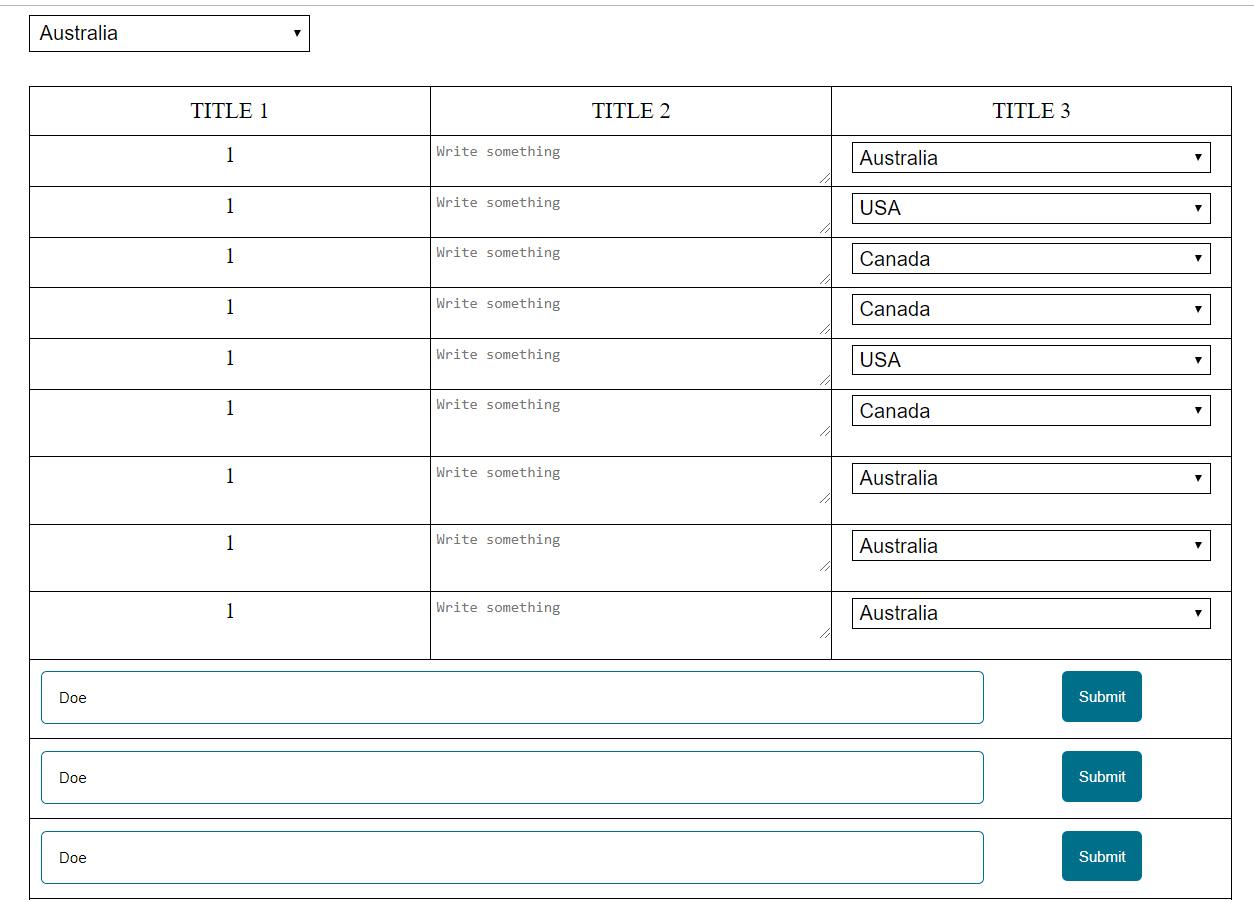 Australia
TITLE 1 TITLE 2 TITLE 3
1 Write something Australia
1 Write something USA
1 Write something Canada
1 Write something Canada
1 Write something USA
1 Write something Canada
1 Write something Australia
1 Write something Australia
1 Write something Australia
Doe Submit
Doe Submit
Doe Submit